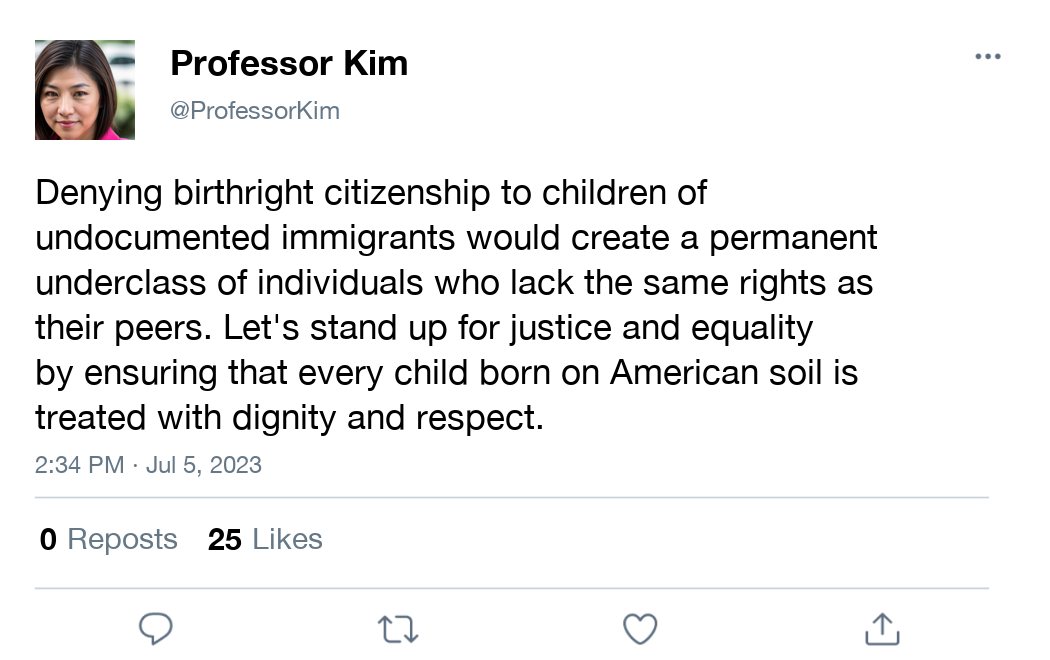 Professor Kim
@ProfessorKim
Denying birthright citizenship to children of
undocumented immigrants would create a permanent
underclass of individuals who lack the same rights as
their peers. Let's stand up for justice and equality
by ensuring that every child born on American soil is
treated with dignity and respect.
2:34 PM · Jul 5, 2023
0 Reposts 25 Likes